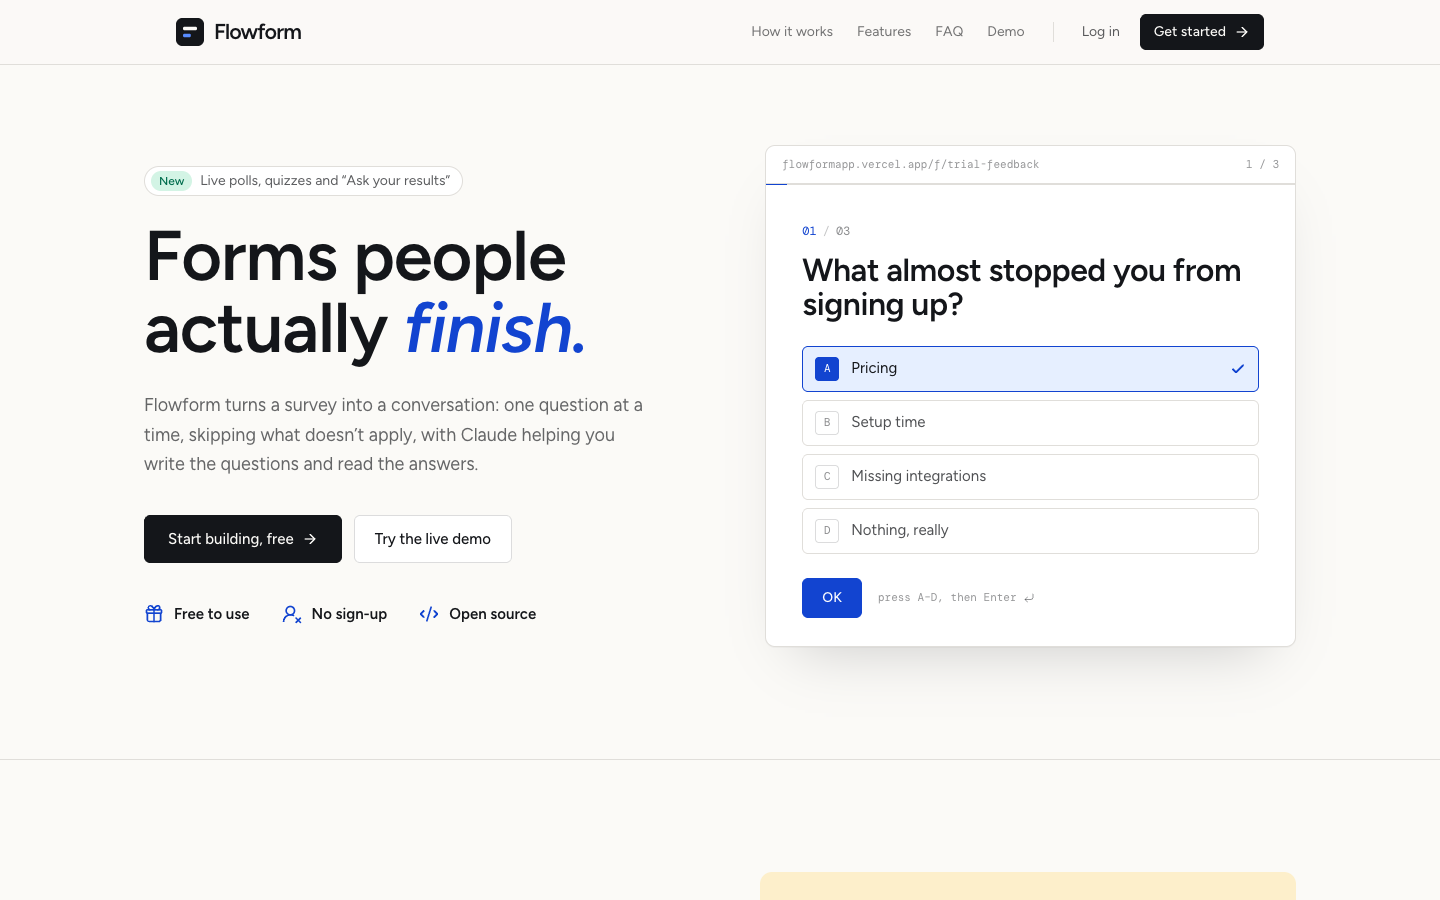 Flowform
How it works
Features
FAQ
Demo
Log in
Get started
New Live polls, quizzes and “Ask your results”
Forms people
actually finish.
Flowform turns a survey into a conversation: one question at a
time, skipping what doesn’t apply, with Claude helping you
write the questions and read the answers.
Start building, free
Try the live demo
Free to use
No sign-up
Open source
flowformapp.vercel.app/f/trial-feedback
1 / 3
01 / 03
What almost stopped you from
signing up?
A Pricing
B Setup time
C Missing integrations
D Nothing, really
OK
press A–D, then Enter ↵